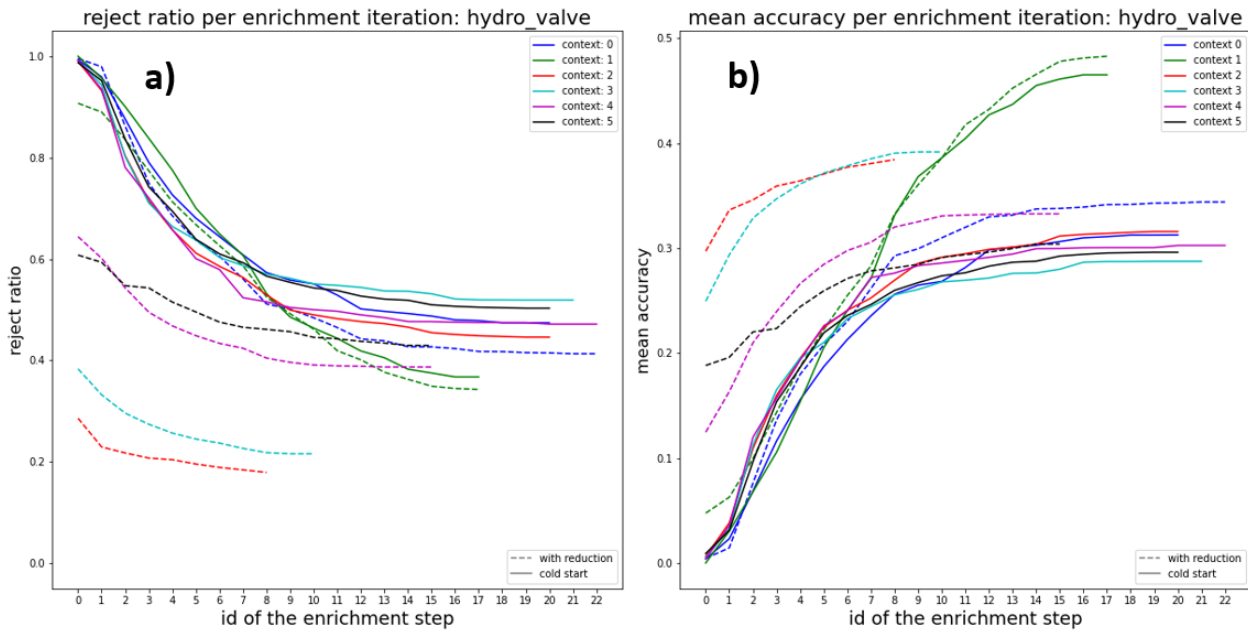 reject ratio per enrichment iteration: hydro_valve
a)
context: 0
context: 1
context: 2
context: 3
context: 4
context: 5
1.0
0.8
0.6
0.4
0.2
0.0
reject ratio
with reduction
cold start
0 1 2 3 4 5 6 7 8 9 10 11 12 13 14 15 16 17 18 19 20 21 22
id of the enrichment step
mean accuracy per enrichment iteration: hydro_valve
b)
context 0
context 1
context 2
context 3
context 4
context 5
0.5
0.4
0.3
0.2
0.1
0.0
mean accuracy
with reduction
cold start
0 1 2 3 4 5 6 7 8 9 10 11 12 13 14 15 16 17 18 19 20 21 22
id of the enrichment step